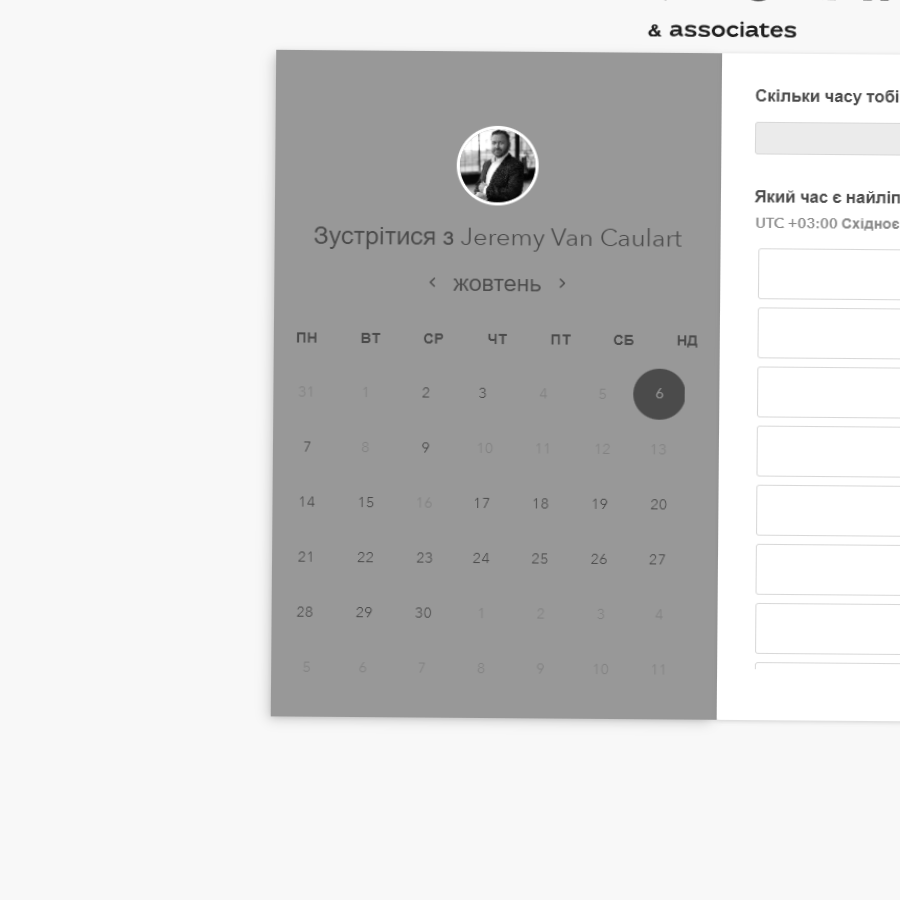 & associates
Зустрітися з Jeremy Van Caulart
‹ жовтень ›
ПН ВТ СР ЧТ ПТ СБ НД
31 1 2 3 4 5 6
7 8 9 10 11 12 13
14 15 16 17 18 19 20
21 22 23 24 25 26 27
28 29 30 1 2 3 4
5 6 7 8 9 10 11
Скільки часу тобі
Який час є
UTC +03:00 Східноє